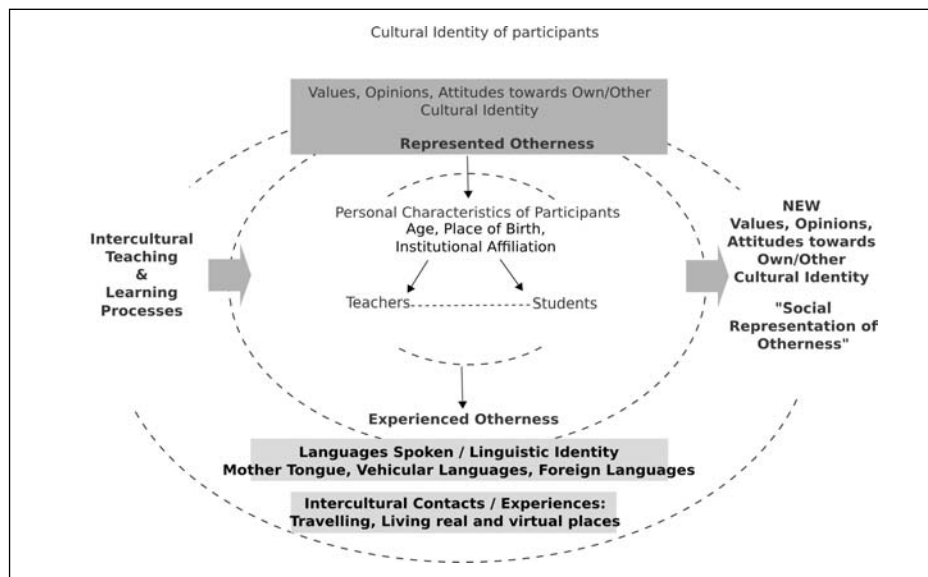 Cultural Identity of participants
Values, Opinions, Attitudes towards Own/Other
Cultural Identity
Represented Otherness
Personal Characteristics of Participants
Age, Place of Birth,
Institutional Affiliation
Teachers
Students
Intercultural
Teaching
&
Learning
Processes
NEW
Values, Opinions,
Attitudes towards
Own/Other
Cultural Identity
"Social
Representation of
Otherness"
Experienced Otherness
Languages Spoken / Linguistic Identity
Mother Tongue, Vehicular Languages, Foreign Languages
Intercultural Contacts / Experiences:
Travelling, Living real and virtual places